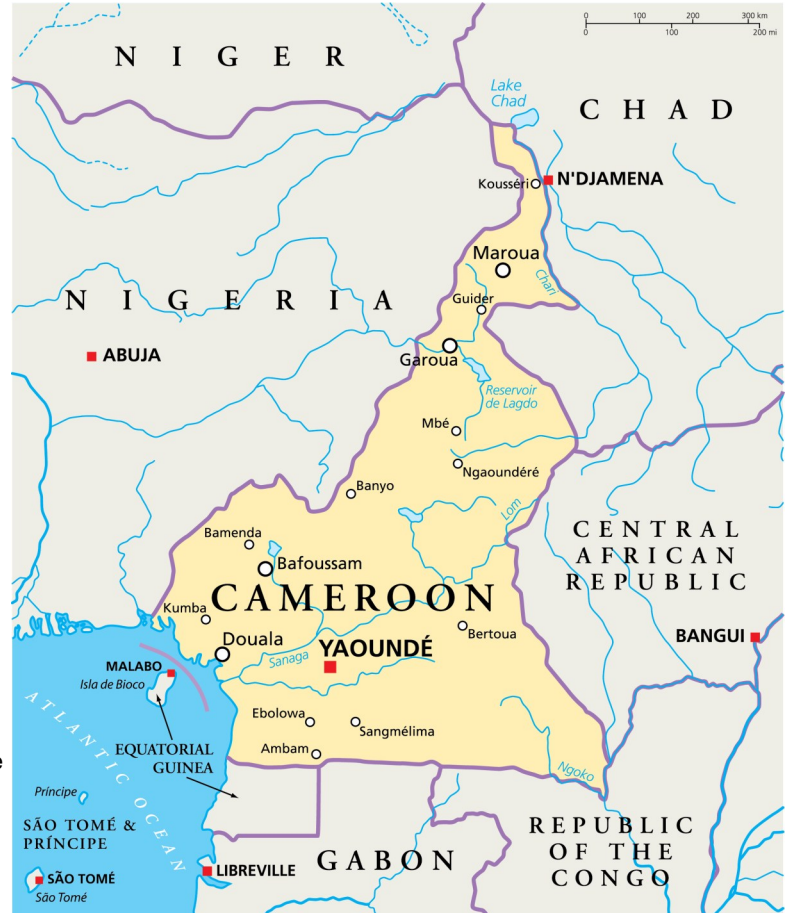 0 100 200 300 km
0 100 100 200 mi
NIGER
Lake
Chad
CHAD
Kousséri
N'DJAMENA
Maroua
Chari
NIGERIA
Guider
ABUJA
Garoua
Reservoir
de Lagdo
Mbé
Ngaoundéré
Banyo
Lom
CENTRAL
AFRICAN
REPUBLIC
Bamenda
Bafoussam
CAMEROON
Kumba
Bertoua
BANGUI
Douala
YAOUNDÉ
Sanaga
MALABO
Isla de Bioco
Ebolowa
Sangmélima
Ambam
EQUATORIAL
GUINEA
ATLANTIC OCEAN
Ngoko
e
Príncipe
SÃO TOMÉ &
PRÍNCIPE
REPUBLIC
OF THE
CONGO
GABON
LIBREVILLE
SÃO TOMÉ
São Tomé